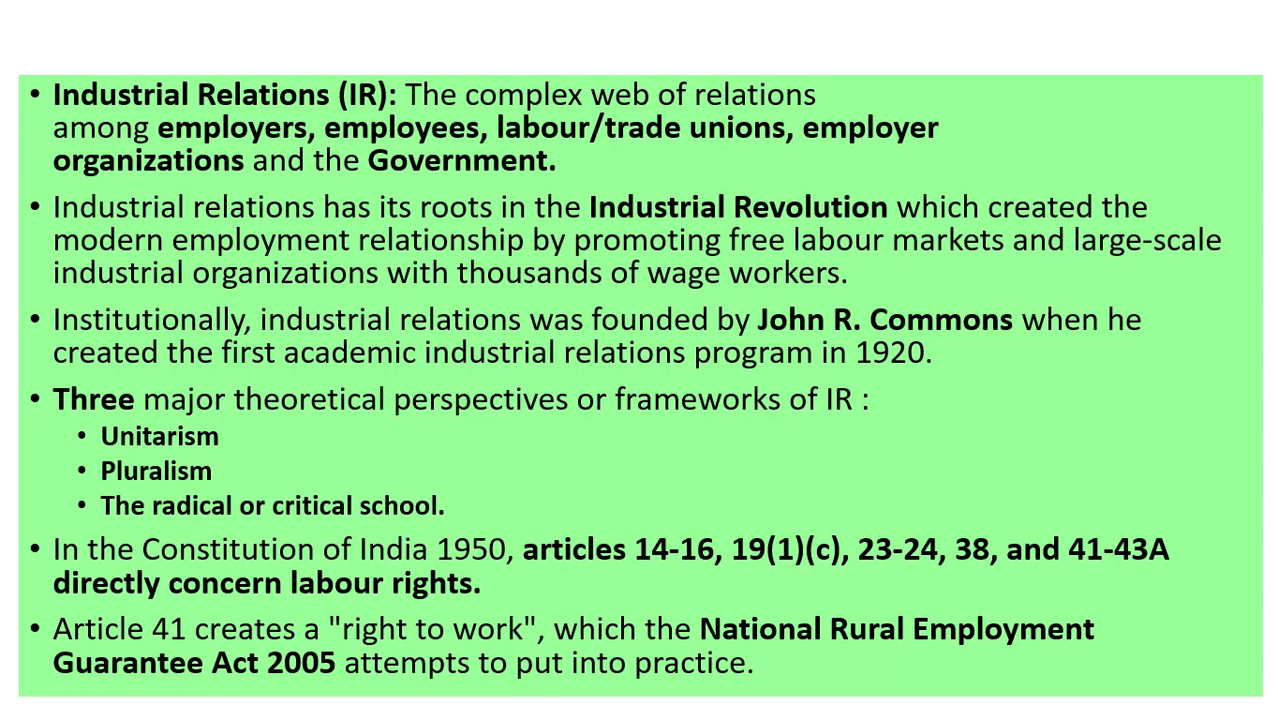 • Industrial Relations (IR): The complex web of relations
among employers, employees, labour/trade unions, employer
organizations and the Government.
• Industrial relations has its roots in the Industrial Revolution which created the
modern employment relationship by promoting free labour markets and large-scale
industrial organizations with thousands of wage workers.
• Institutionally, industrial relations was founded by John R. Commons when he
created the first academic industrial relations program in 1920.
• Three major theoretical perspectives or frameworks of IR :
• Unitarism
• Pluralism
• The radical or critical school.
• In the Constitution of India 1950, articles 14-16, 19(1)(c), 23-24, 38, and 41-43A
directly concern labour rights.
• Article 41 creates a "right to work", which the National Rural Employment
Guarantee Act 2005 attempts to put into practice.